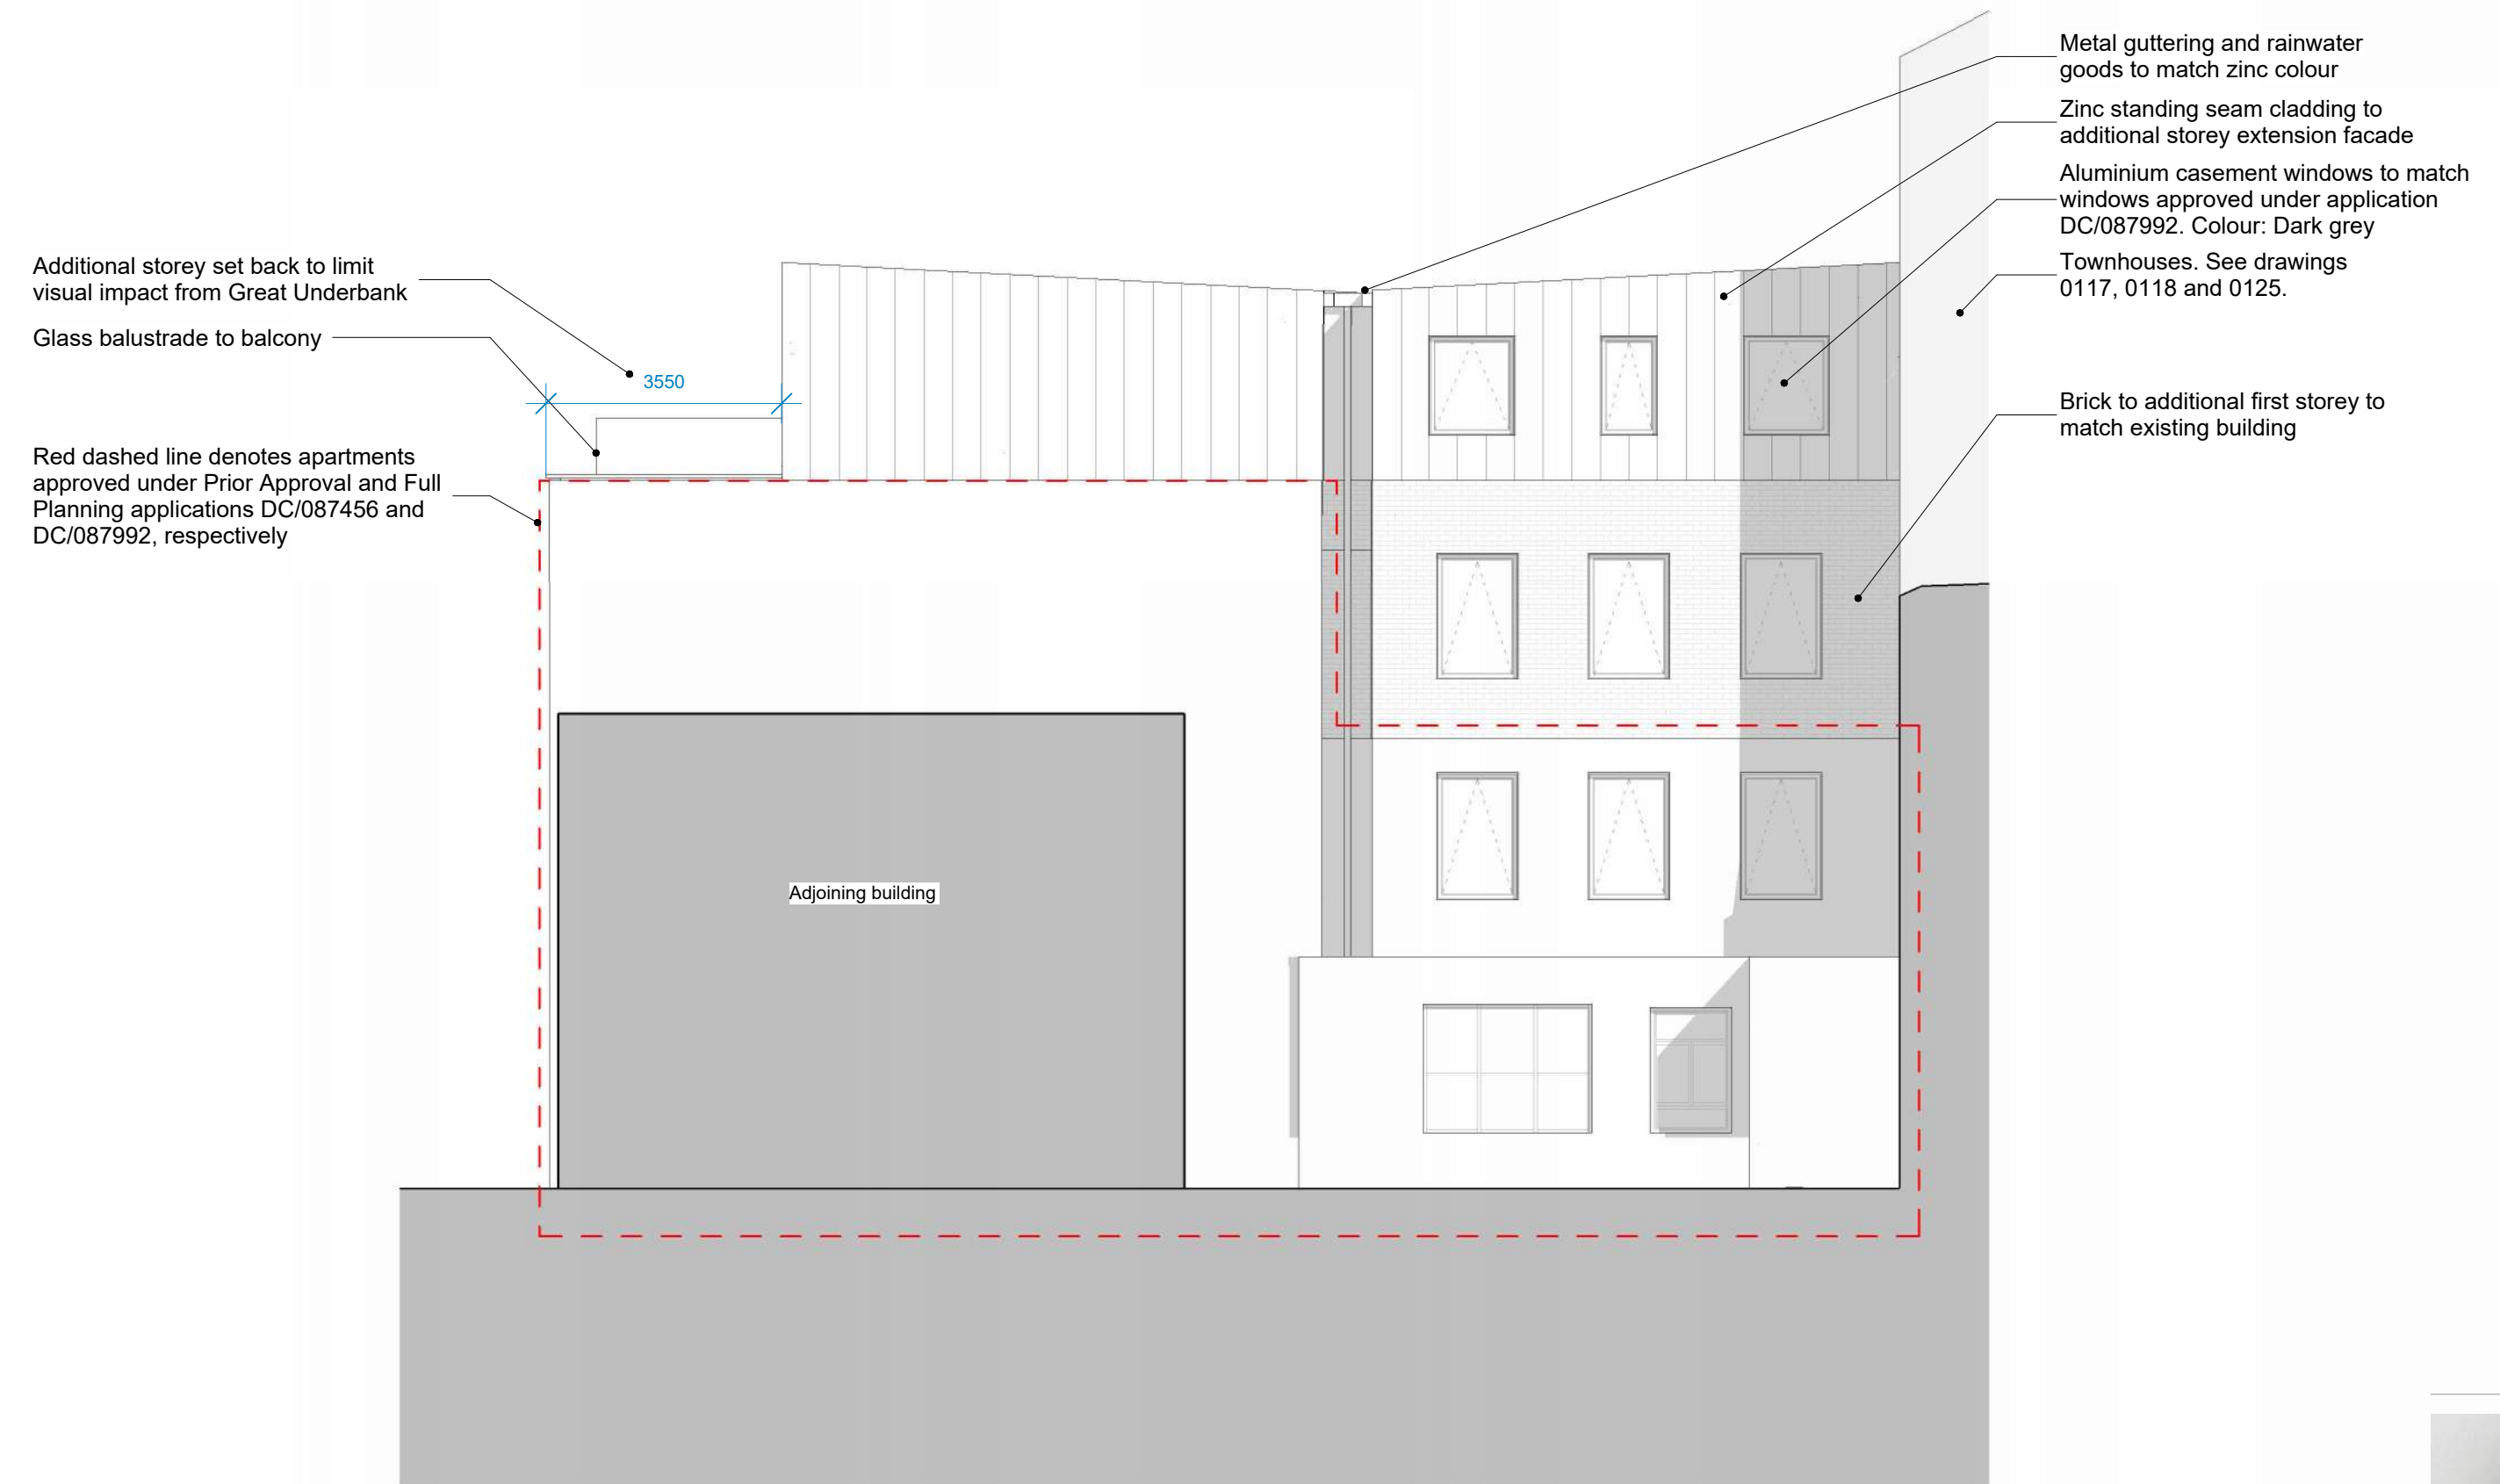 Additional storey set back to limit
visual impact from Great Underbank
Glass balustrade to balcony
3550
Red dashed line denotes apartments
approved under Prior Approval and Full
Planning applications DC/087456 and
DC/087992, respectively
Adjoining building
Metal guttering and rainwater
goods to match zinc colour
Zinc standing seam cladding to
additional storey extension facade
Aluminium casement windows to match
windows approved under application
DC/087992. Colour: Dark grey
Townhouses. See drawings
0117, 0118 and 0125.
Brick to additional first storey to
match existing building